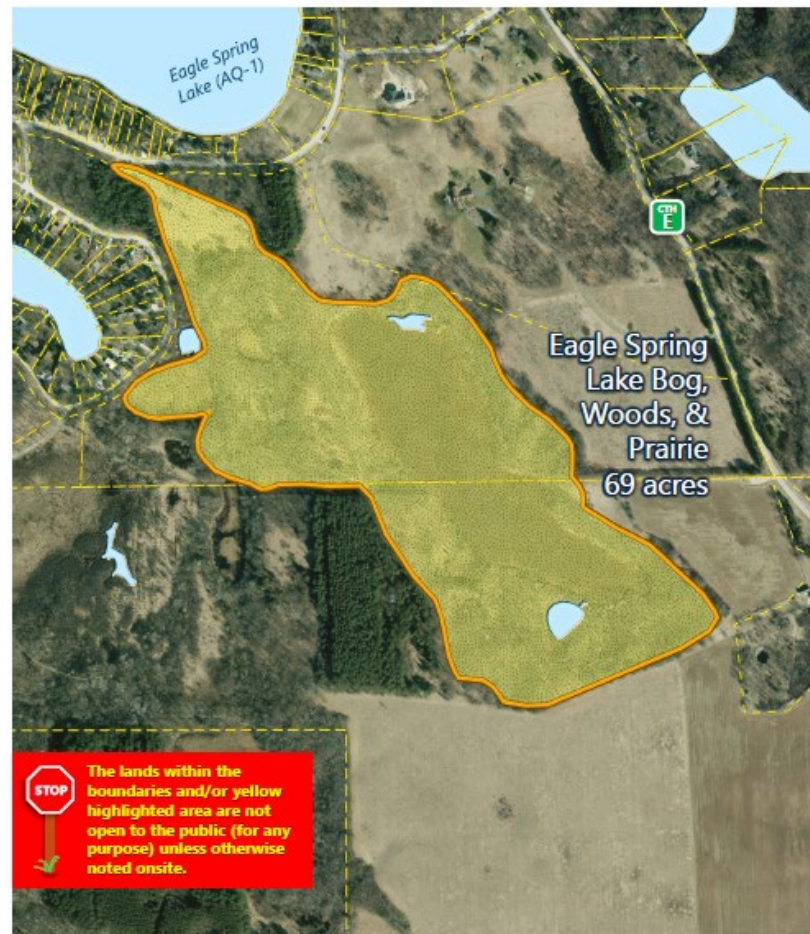 Eagle Spring
Lake (AQ-1)
CTH
E
Eagle Spring
Lake Bog,
Woods, &
Prairie
69 acres
STOP
The lands within the
boundaries and/or yellow
highlighted area are not
open to the public (for any
purpose) unless otherwise
noted onsite.